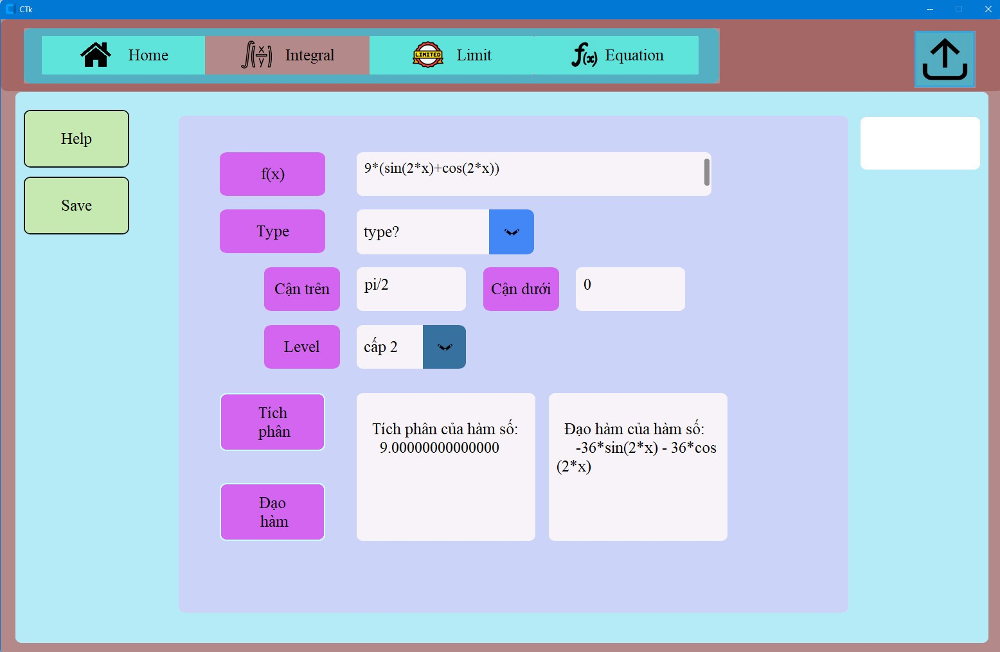 CTk
Home
x
y
Integral
LIMITED
Limit
f(x)
Equation
Help
Save
f(x)
9*(sin(2*x)+cos(2*x))
Type
type?
Cận trên
pi/2
Cận dưới
0
Level
cấp 2
Tích
phân
Tích phân của hàm số:
9.00000000000000
Đạo hàm của hàm số:
-36*sin(2*x) - 36*cos
(2*x)
Đạo
hàm